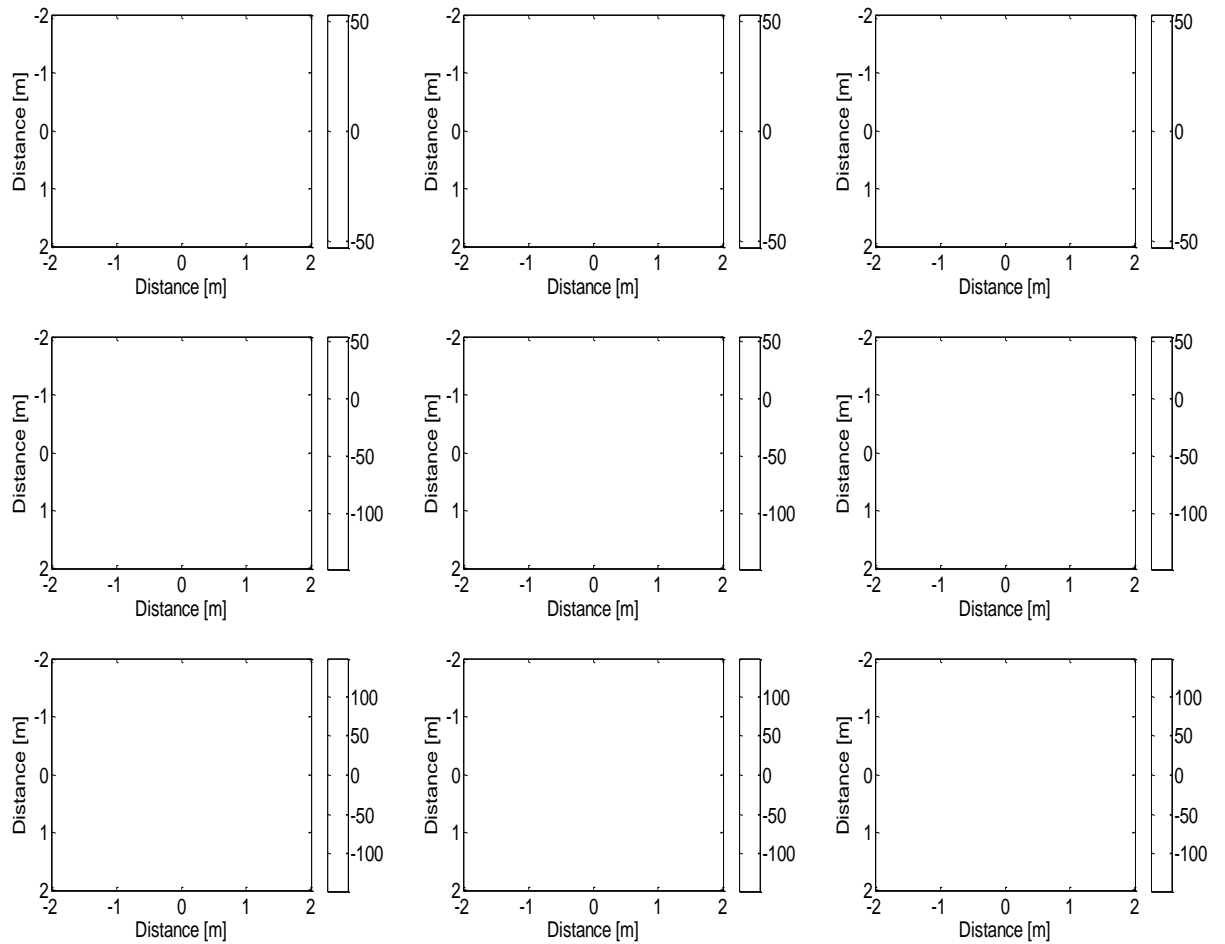 -2 50 -2 50 -2 50
-1 -1 -1
Distance [m] 0 0 Distance [m] 0 0 Distance [m] 0 0
1 1 1
2 -50 2 -50 2 -50
-2 -1 0 1 2 -2 -1 0 1 2 -2 -1 0 1 2
Distance [m] Distance [m] Distance [m]
-2 50 -2 50 -2 50
-1 0 -1 0 -1 0
Distance [m] 0 -50 Distance [m] 0 -50 Distance [m] 0 -50
1 -100 1 -100 1 -100
2 2 2
-2 -1 0 1 2 -2 -1 0 1 2 -2 -1 0 1 2
Distance [m] Distance [m] Distance [m]
-2 -2 -2
100 100 100
-1 50 -1 50 -1 50
Distance [m] 0 0 Distance [m] 0 0 Distance [m] 0 0
-50 -50 -50
1 1 1
-100 -100 -100
2 2 2
-2 -1 0 1 2 -2 -1 0 1 2 -2 -1 0 1 2
Distance [m] Distance [m] Distance [m]